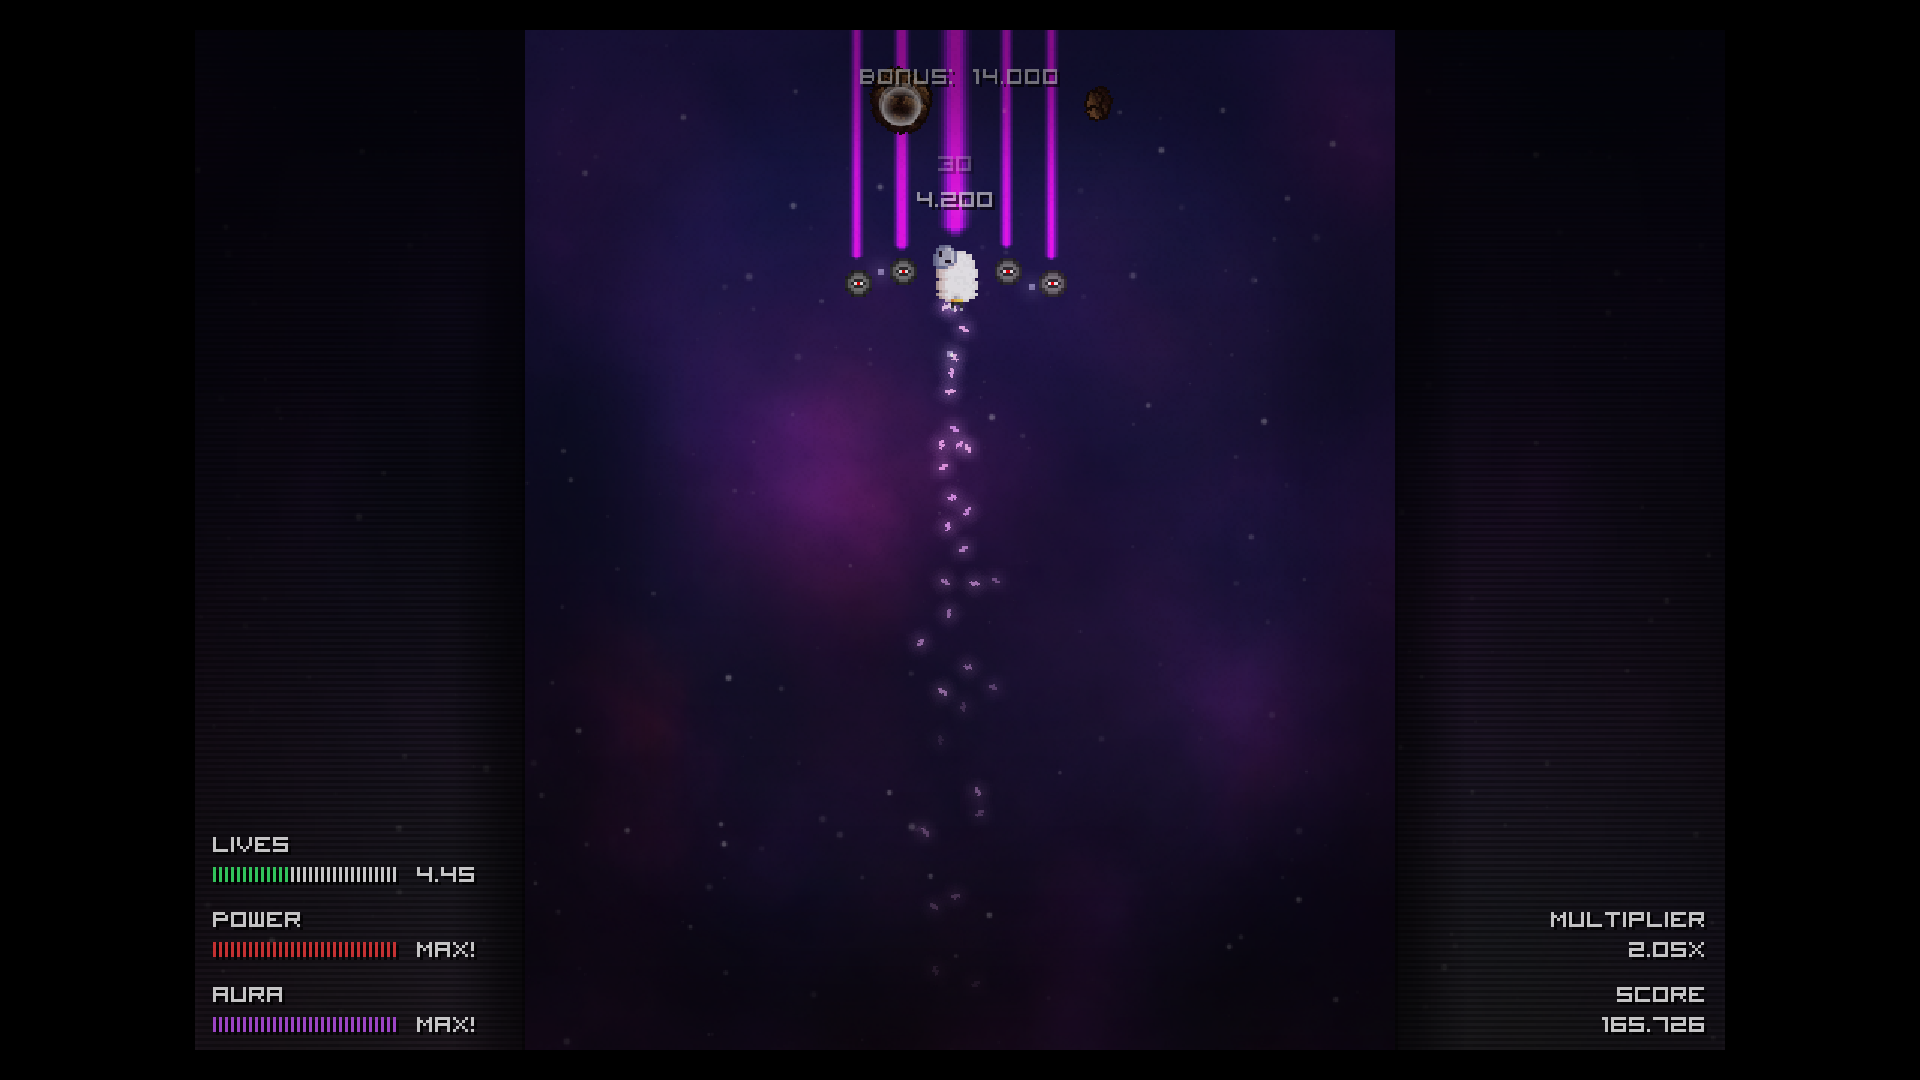 BONUS: 14.000
30
4.200
LIVES
4.45
POWER
MAX!
AURA
MAX!
MULTIPLIER
2.05X
SCORE
165.726